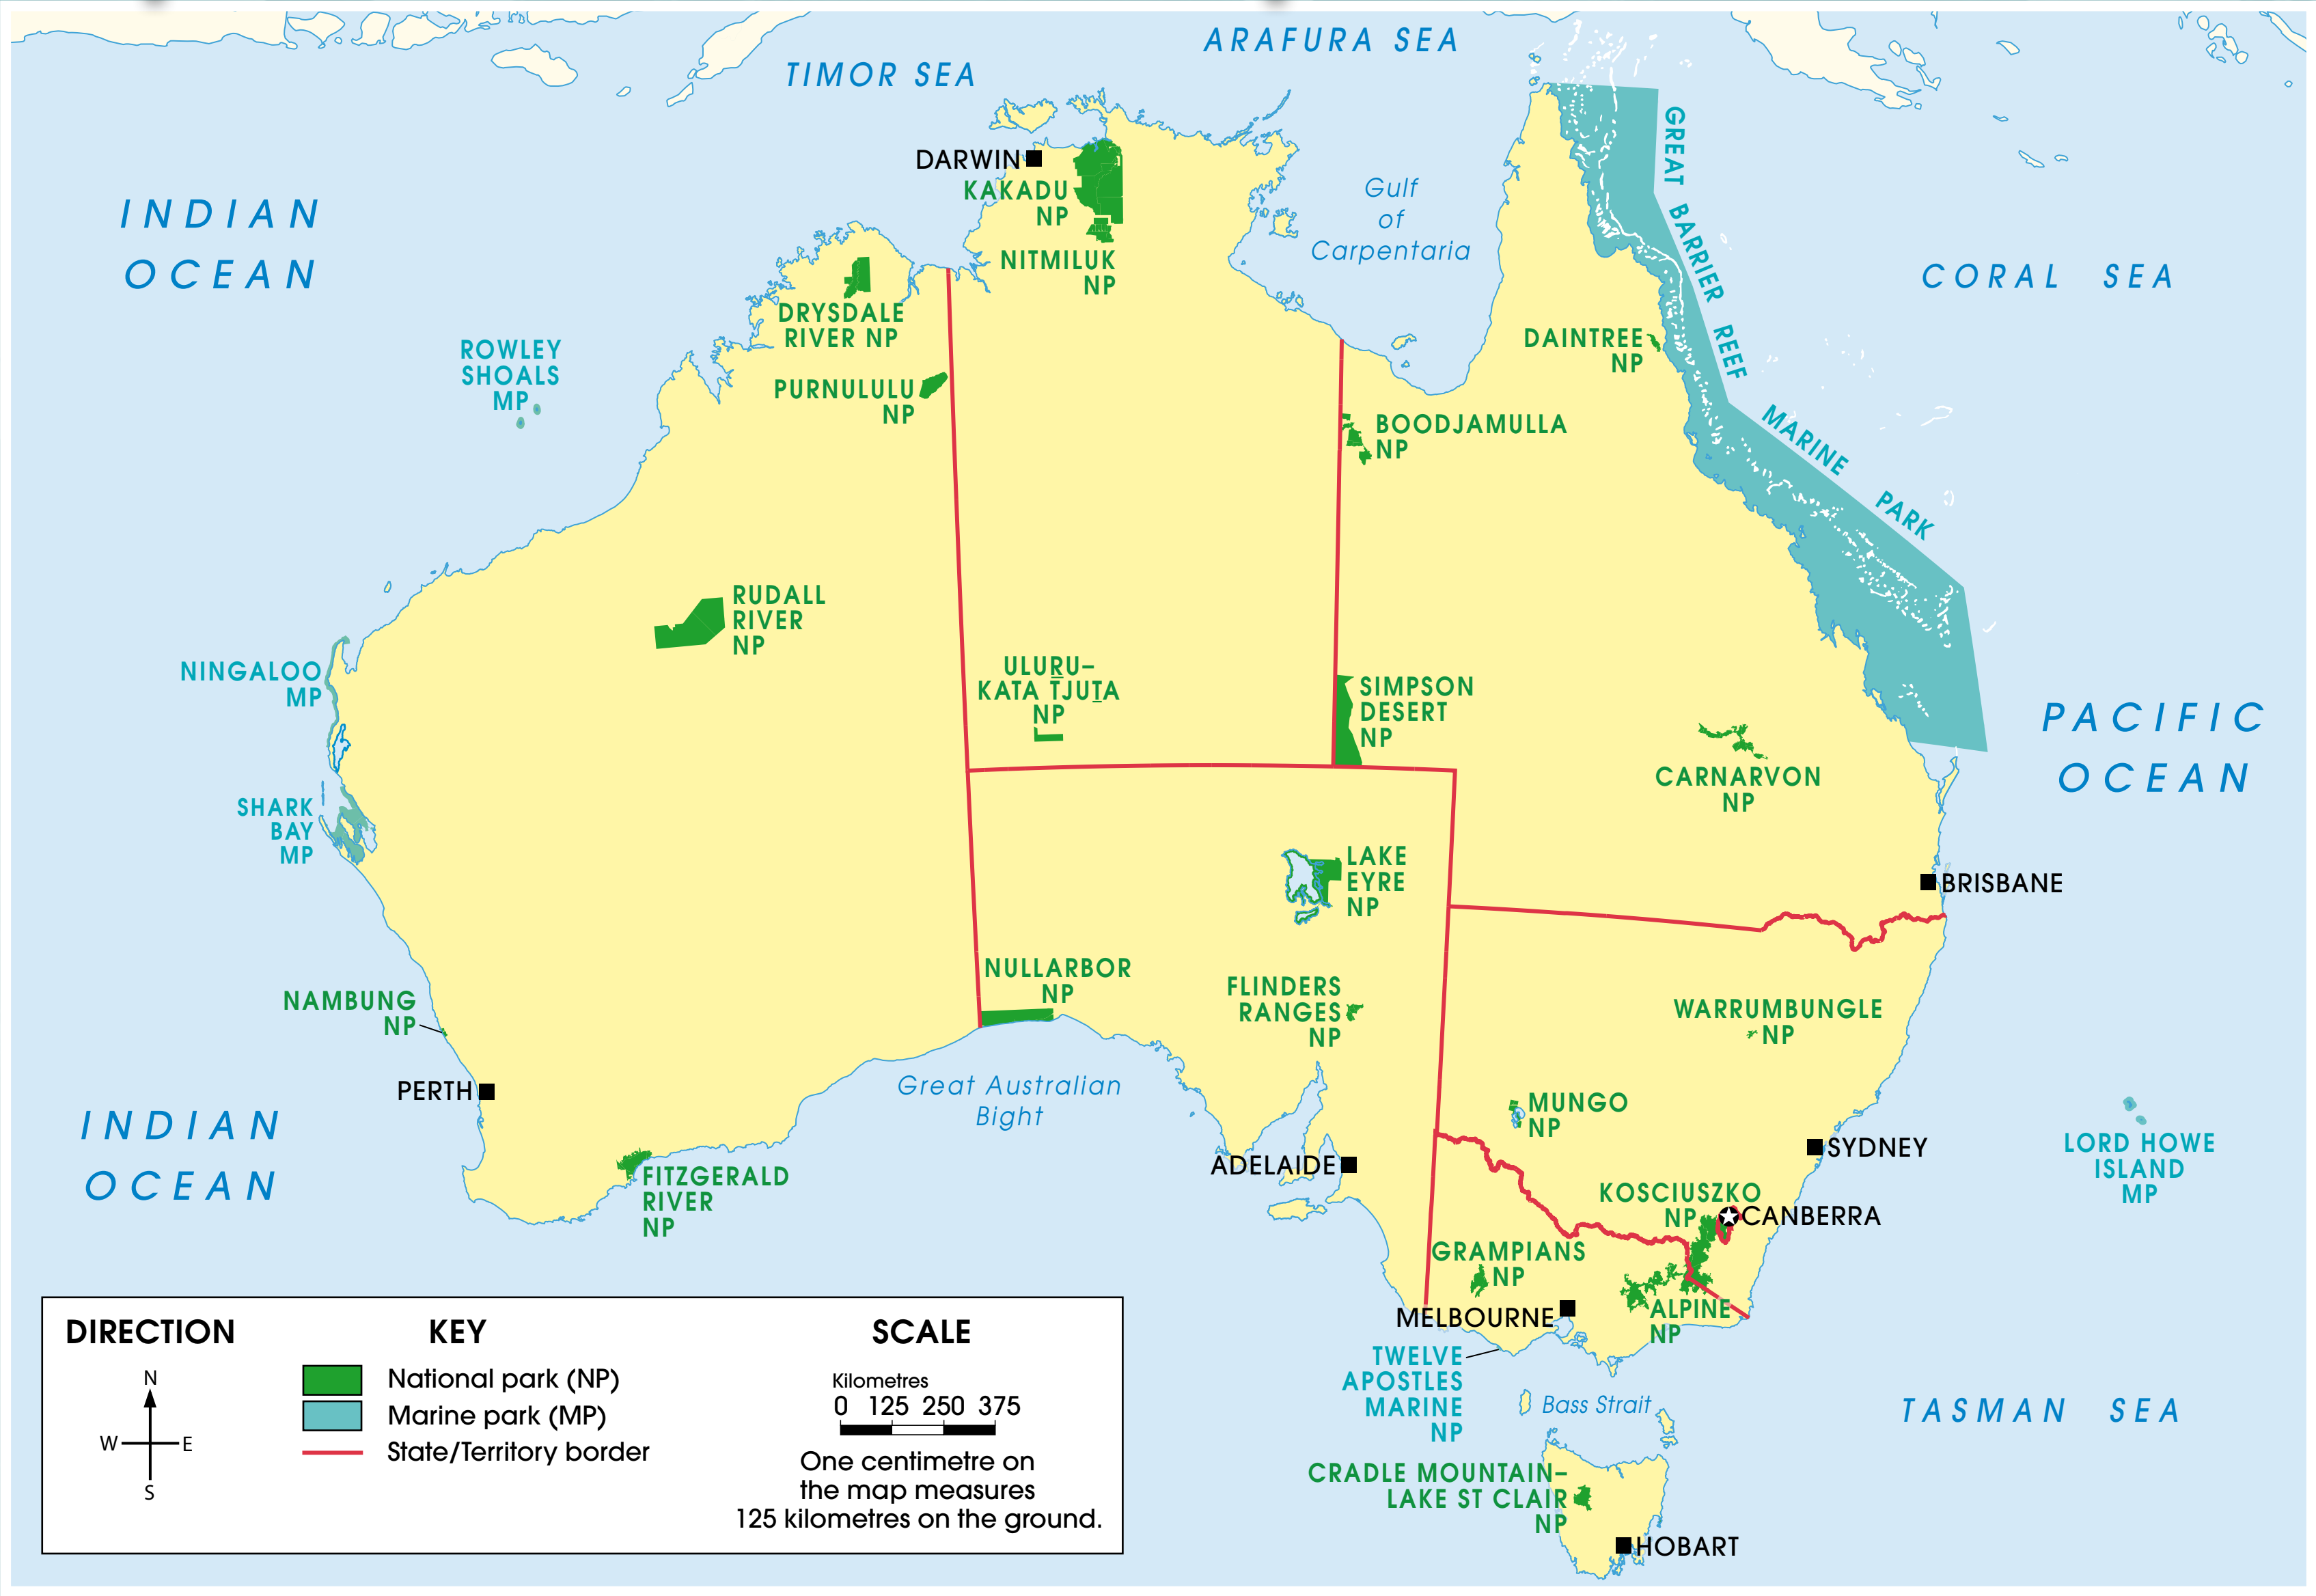 ARAFURA SEA
TIMOR SEA
INDIAN
OCEAN
DARWIN
KAKADU
NP
NITMILUK
NP
Gulf
of
Carpentaria
GREAT BARRIER REEF
MARINE PARK
CORAL SEA
DRYSDALE
RIVER NP
PURNULULU
NP
ROWLEY
SHOALS
MP
DAINTREE
NP
BOODJAMULLA
NP
RUDALL
RIVER
NP
NINGALOO
MP
ULURU–
KATA TJUTA
NP
SIMPSON
DESERT
NP
CARNARVON
NP
PACIFIC
OCEAN
SHARK
BAY
MP
LAKE
EYRE
NP
BRISBANE
NULLARBOR
NP
FLINDERS
RANGES
NP
WARRUMBUNGLE
NP
NAMBUNG
NP
PERTH
INDIAN
OCEAN
Great Australian
Bight
MUNGO
NP
SYDNEY
LORD HOWE
ISLAND
MP
FITZGERALD
RIVER
NP
ADELAIDE
KOSCIUSZKO
NP
CANBERRA
GRAMPIANS
NP
MELBOURNE
ALPINE
NP
TWELVE
APOSTLES
MARINE
NP
Bass Strait
TASMAN SEA
CRADLE MOUNTAIN–
LAKE ST CLAIR
NP
HOBART
DIRECTION
N
W E
S
KEY
National park (NP)
Marine park (MP)
State/Territory border
SCALE
Kilometres
0 125 250 375
One centimetre on
the map measures
125 kilometres on the ground.